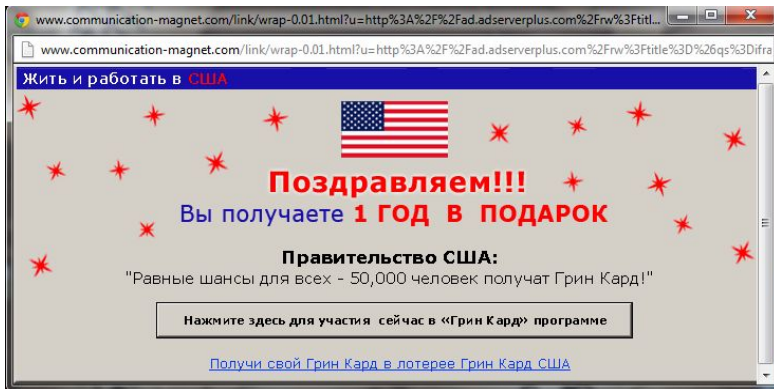 www.communication-magnet.com/link/wrap-0.01.html?u=http%3A%2F%2Fad.adserverplus.com%2Frw%3Ftitl...
www.communication-magnet.com/link/wrap-0.01.html?u=http%3A%2F%2Fad.adserverplus.com%2Frw%3Ftitle%3D%26qs%3Difra
Жить и работать в США
Поздравляем!!!
Вы получаете 1 ГОД В ПОДАРОК
Правительство США:
"Равные шансы для всех - 50,000 человек получат Грин Кард!"
Нажмите здесь для участия сейчас в «Грин Кард» программе
Получи свой Грин Кард в лотерее Грин Кард США